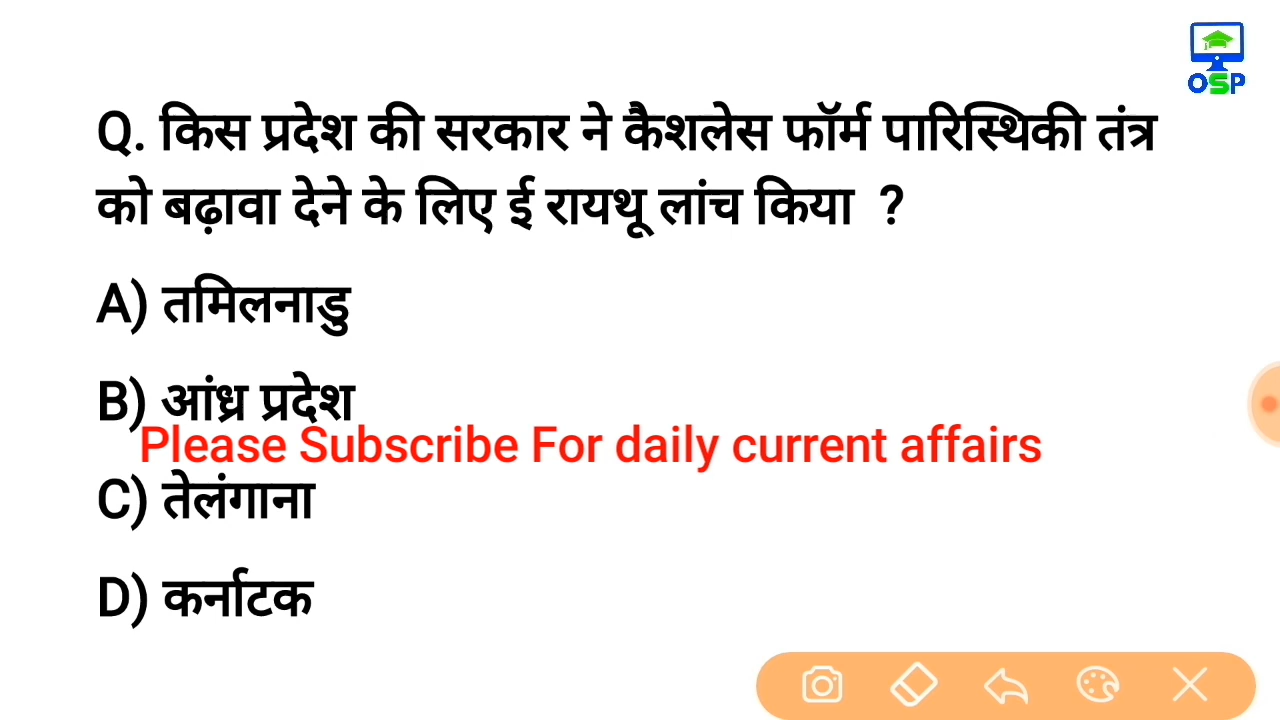 OSP
Q. किस प्रदेश की सरकार ने कैशलेस फॉर्म पारिस्थिकी तंत्र
को बढ़ावा देने के लिए ई रायथू लांच किया ?
A) तमिलनाडु
B) आंध्र प्रदेश
Please Subscribe For daily current affairs
C) तेलंगाना
D) कर्नाटक